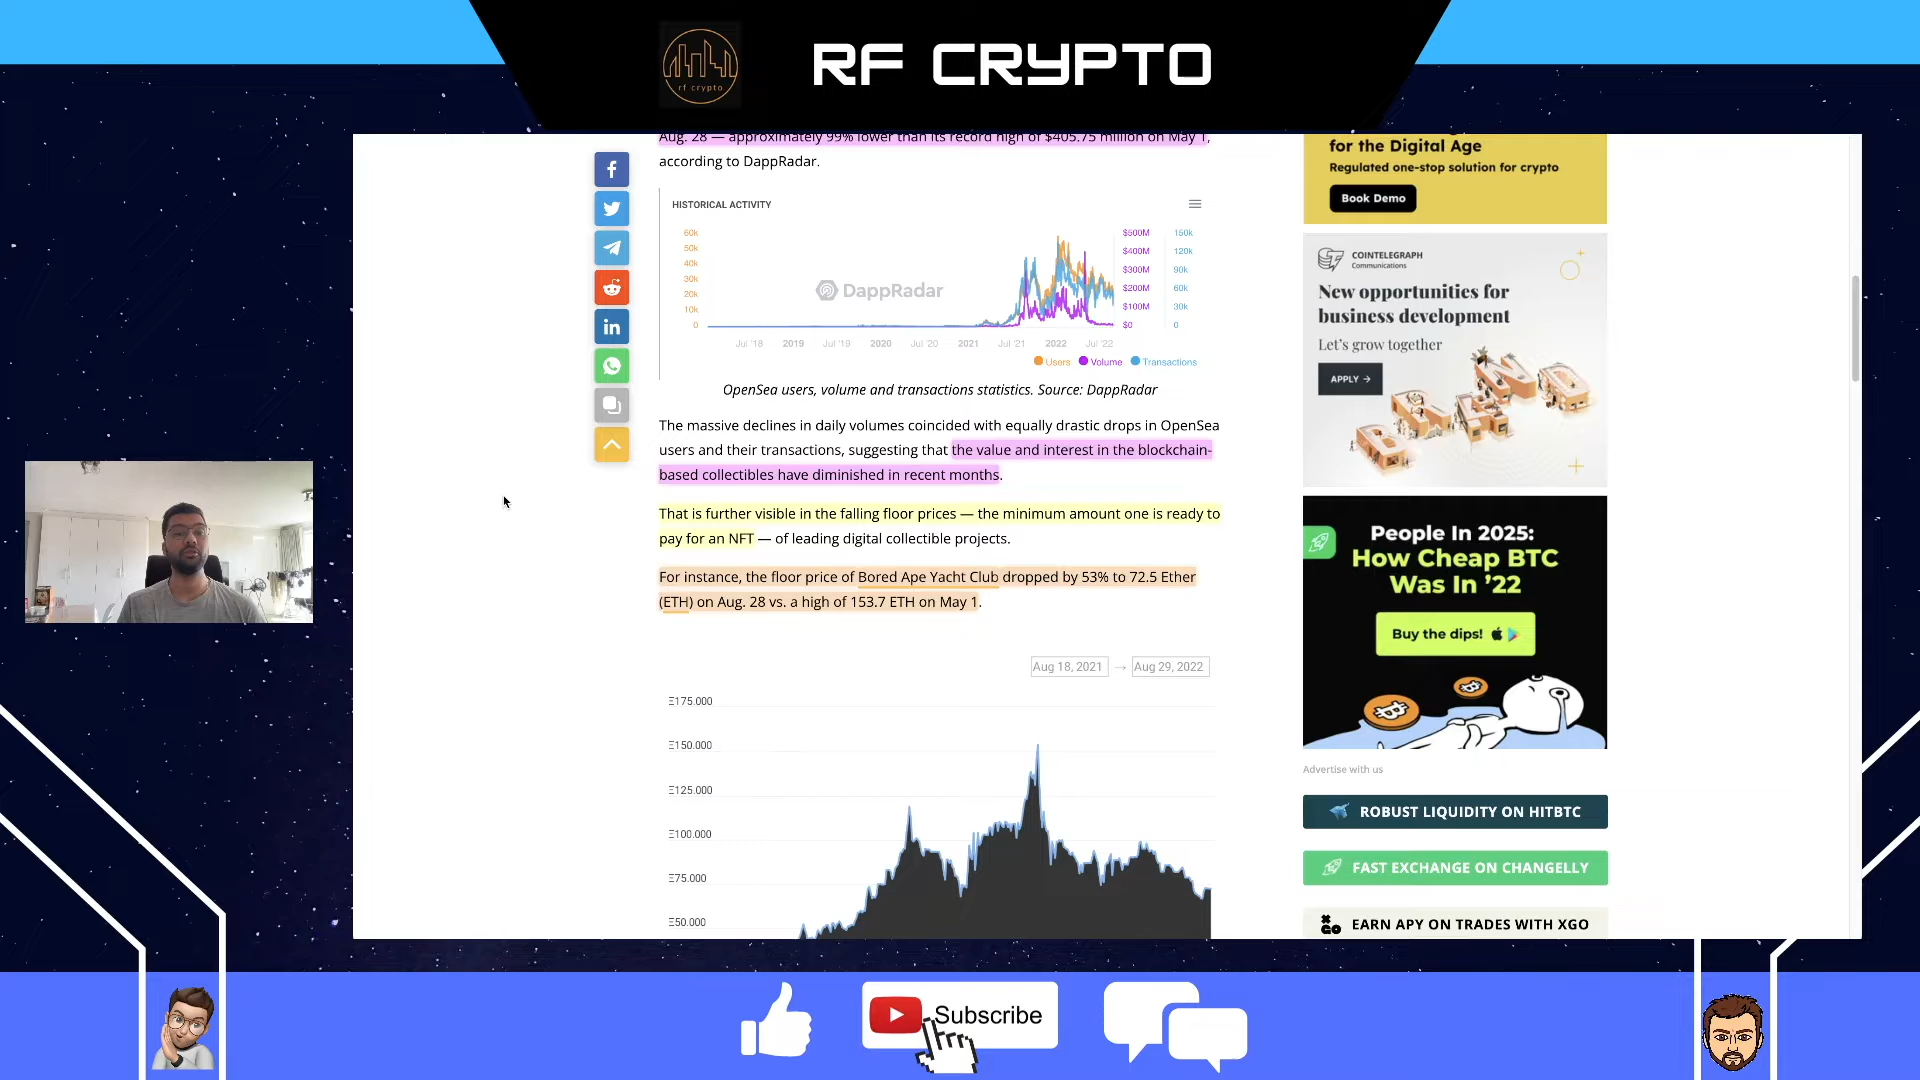 rf crypto
RF CRYPTO
Aug. 28 — approximately 99% lower than its record high of $405.75 million on May 1,
according to DappRadar.
HISTORICAL ACTIVITY
60k
50k
40k
30k
20k
10k
0
$500M
$400M
$300M
$200M
$100M
$0
150k
120k
90k
60k
30k
0
DappRadar
Jul '18 2019 Jul '19 2020 Jul '20 2021 Jul '21 2022 Jul '22
Users Volume Transactions
OpenSea users, volume and transactions statistics. Source: DappRadar
The massive declines in daily volumes coincided with equally drastic drops in OpenSea
users and their transactions, suggesting that the value and interest in the blockchain-
based collectibles have diminished in recent months.
That is further visible in the falling floor prices — the minimum amount one is ready to
pay for an NFT — of leading digital collectible projects.
For instance, the floor price of Bored Ape Yacht Club dropped by 53% to 72.5 Ether
(ETH) on Aug. 28 vs. a high of 153.7 ETH on May 1.
Aug 18, 2021 → Aug 29, 2022
Ξ175.000
Ξ150.000
Ξ125.000
Ξ100.000
Ξ75.000
Ξ50.000
for the Digital Age
Regulated one-stop solution for crypto
Book Demo
COINTELEGRAPH
Communications
New opportunities for
business development
Let's grow together
APPLY →
People In 2025:
How Cheap BTC
Was In '22
Buy the dips!
Advertise with us
ROBUST LIQUIDITY ON HITBTC
FAST EXCHANGE ON CHANGELLY
EARN APY ON TRADES WITH XGO
Subscribe